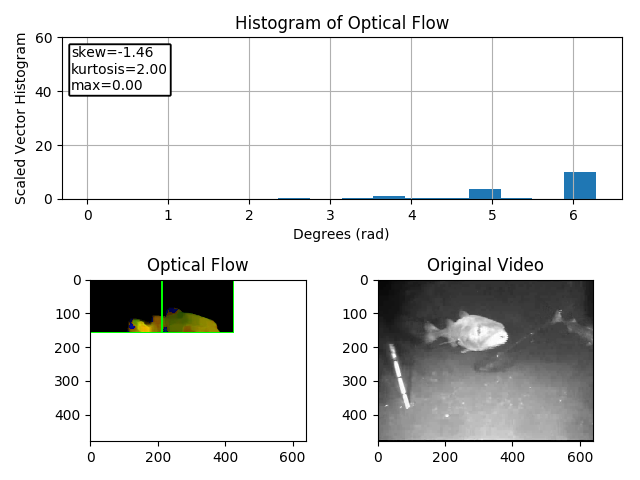 Histogram of Optical Flow
skew=-1.46
kurtosis=2.00
max=0.00
Scaled Vector Histogram
60
40
20
0
0 1 2 3 4 5 6
Degrees (rad)
Optical Flow
0
100
200
300
400
0 200 400 600
Original Video
0
100
200
300
400
0 200 400 600